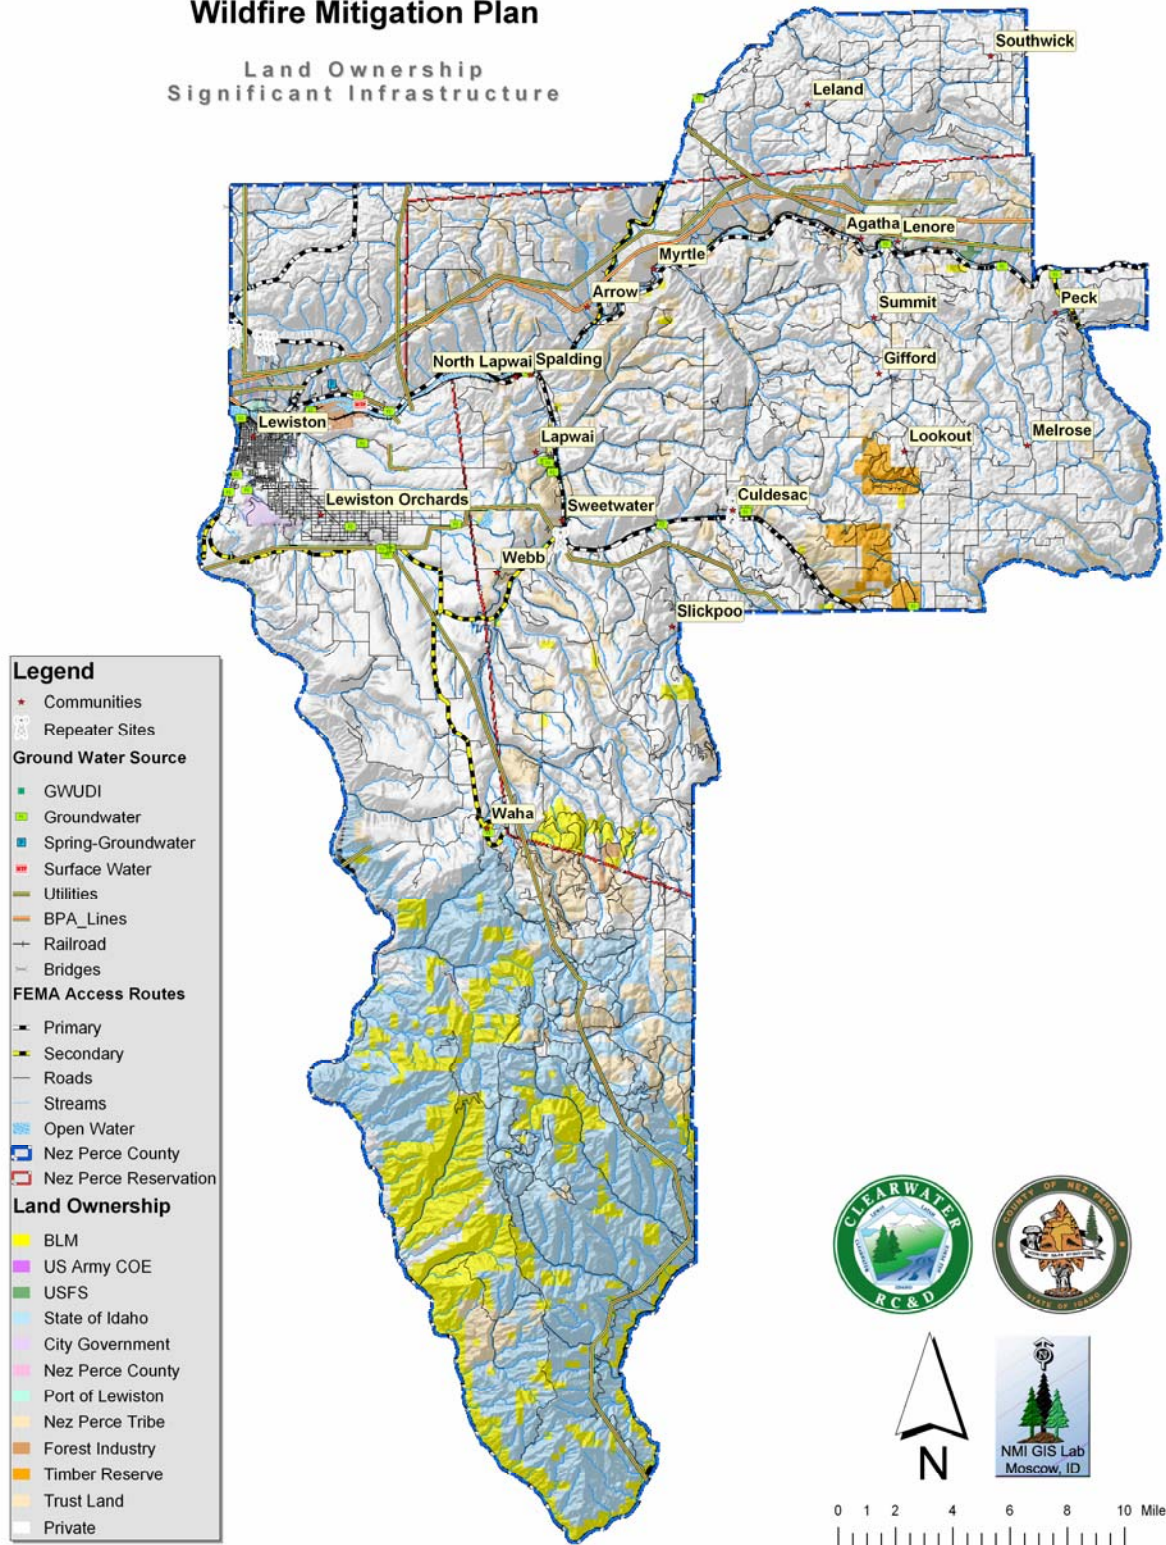 Wildfire Mitigation Plan
Land Ownership
Significant Infrastructure
Southwick
Leland
Agatha
Lenore
Myrtle
Arrow
Summit
Peck
North Lapwai
Spalding
Gifford
Lewiston
Lapwai
Lookout
Melrose
Lewiston Orchards
Sweetwater
Culdesac
Webb
Slickpoo
Waha
Legend
Communities
Repeater Sites
Ground Water Source
GWUDI
Groundwater
Spring-Groundwater
Surface Water
Utilities
BPA_Lines
Railroad
Bridges
FEMA Access Routes
Primary
Secondary
Roads
Streams
Open Water
Nez Perce County
Nez Perce Reservation
Land Ownership
BLM
US Army COE
USFS
State of Idaho
City Government
Nez Perce County
Port of Lewiston
Nez Perce Tribe
Forest Industry
Timber Reserve
Trust Land
Private
CLEARWATER
RC&D
COUNTY OF NEZ PERCE
STATE OF IDAHO
N
N
NMI GIS Lab
Moscow, ID
0 1 2 4 6 8 10 Mile